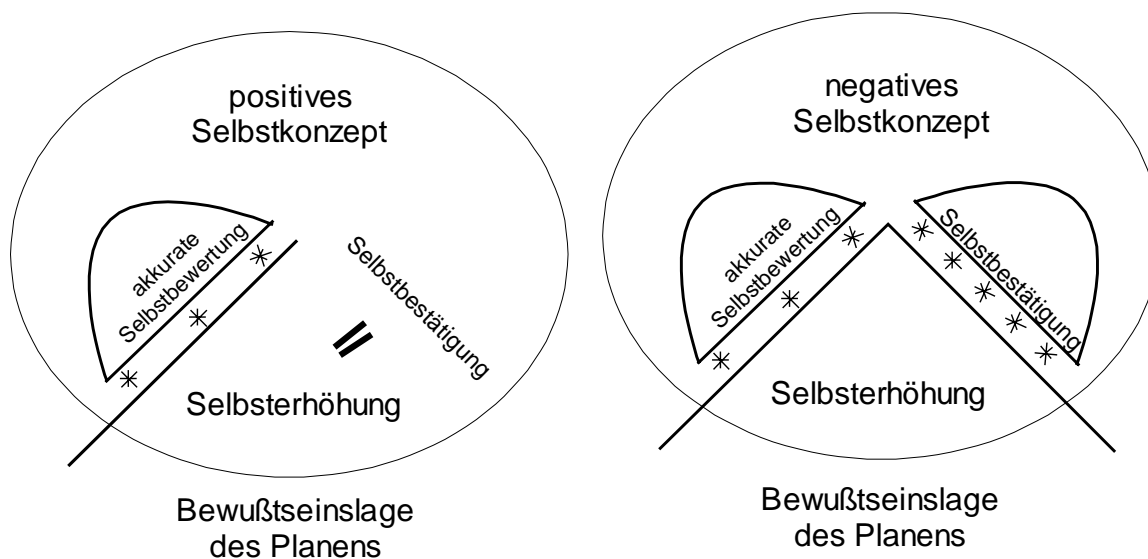 positives
Selbstkonzept
akkurate
Selbstbewertung
Selbstbestätigung
Selbsterhöhung
Bewußtseinslage
des Planens
negatives
Selbstkonzept
akkurate
Selbstbewertung
Selbstbestätigung
Selbsterhöhung
Bewußtseinslage
des Planens